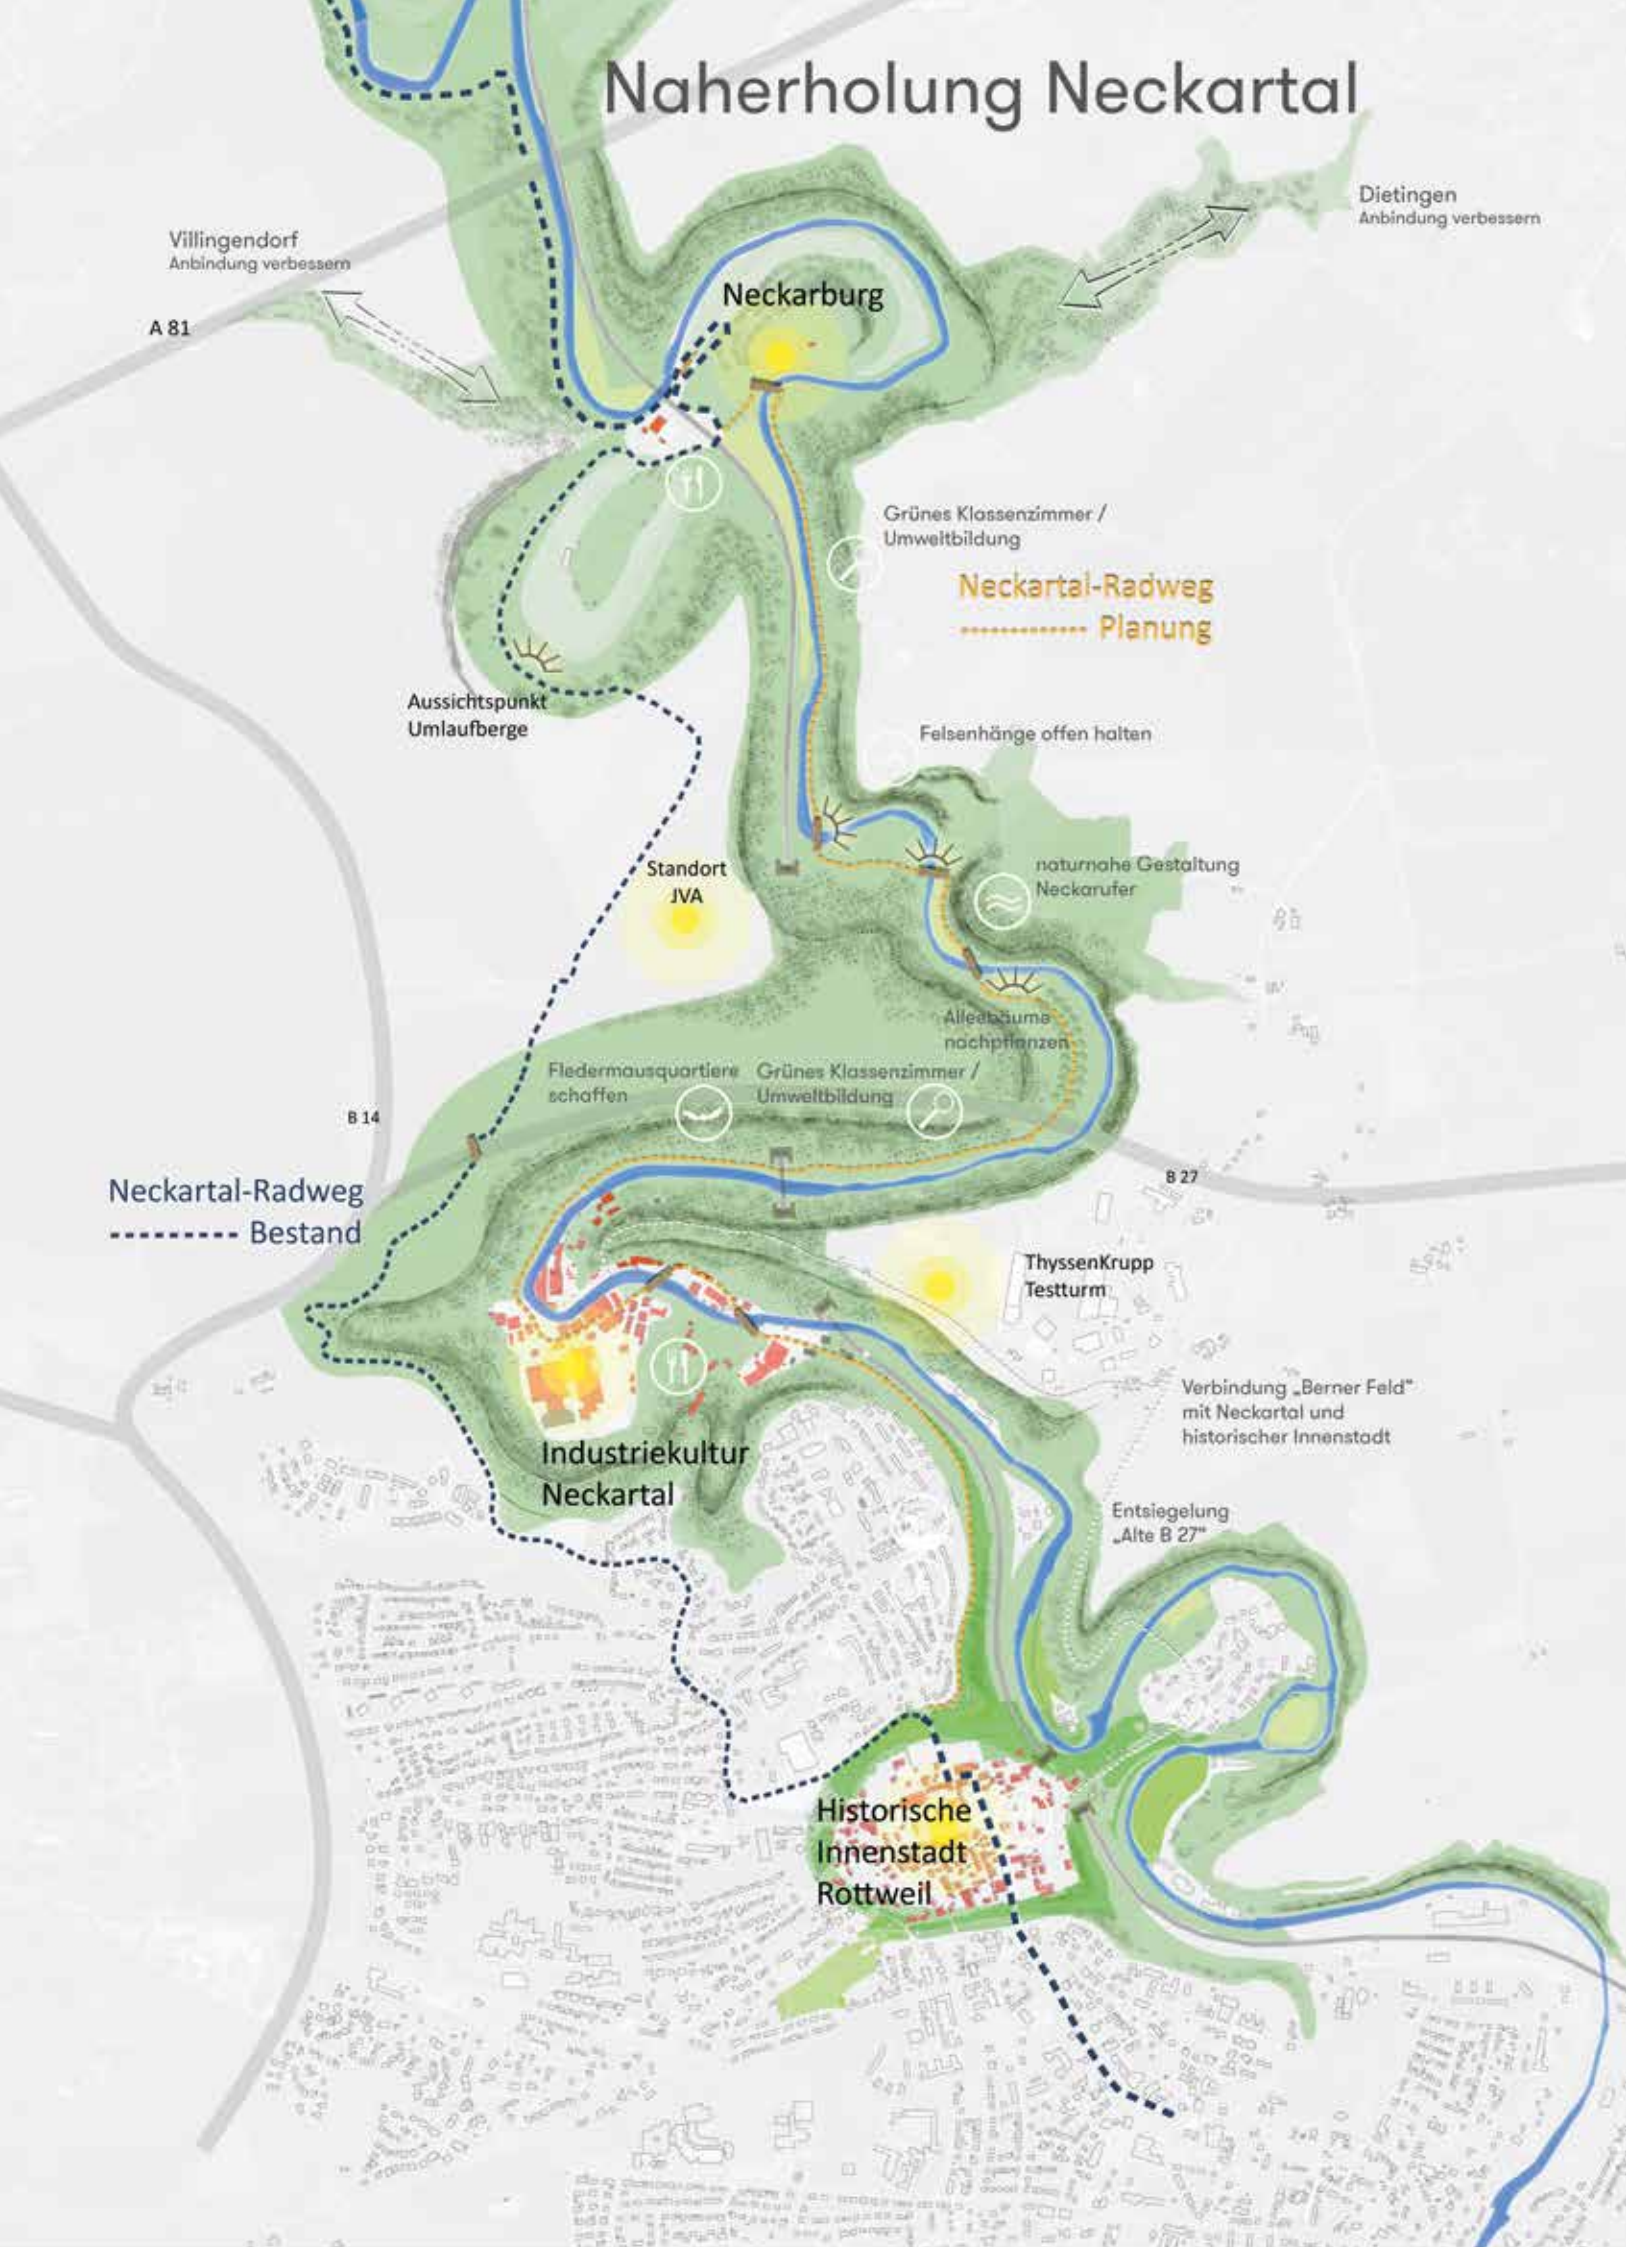 Naherholung Neckartal
Dietingen
Anbindung verbessern
Villingendorf
Anbindung verbessern
A 81
Neckarburg
Grünes Klassenzimmer /
Umweltbildung
Neckartal-Radweg
Planung
Aussichtspunkt
Umlaufberge
Felsenhänge offen halten
Standort
JVA
naturnahe Gestaltung
Neckarufer
Alleebäume
nachpflanzen
Fledermausquartiere
schaffen
Grünes Klassenzimmer /
Umweltbildung
B 14
B 27
Neckartal-Radweg
Bestand
ThyssenKrupp
Testturm
Verbindung „Berner Feld"
mit Neckartal und
historischer Innenstadt
Industriekultur
Neckartal
Entsiegelung
„Alte B 27"
Historische
Innenstadt
Rottweil